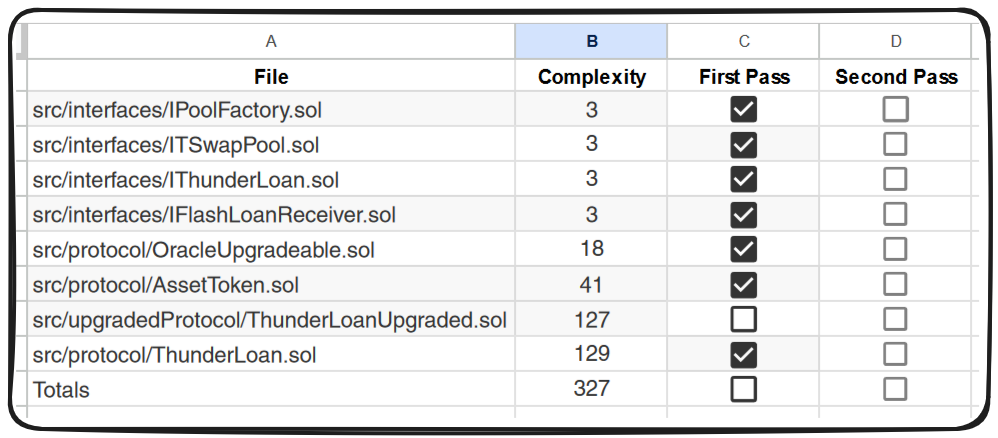 A B C D
File Complexity First Pass Second Pass
src/interfaces/IPoolFactory.sol 3
src/interfaces/ITSwapPool.sol 3
src/interfaces/IThunderLoan.sol 3
src/interfaces/IFlashLoanReceiver.sol 3
src/protocol/OracleUpgradeable.sol 18
src/protocol/AssetToken.sol 41
src/upgradedProtocol/ThunderLoanUpgraded.sol 127
src/protocol/ThunderLoan.sol 129
Totals 327